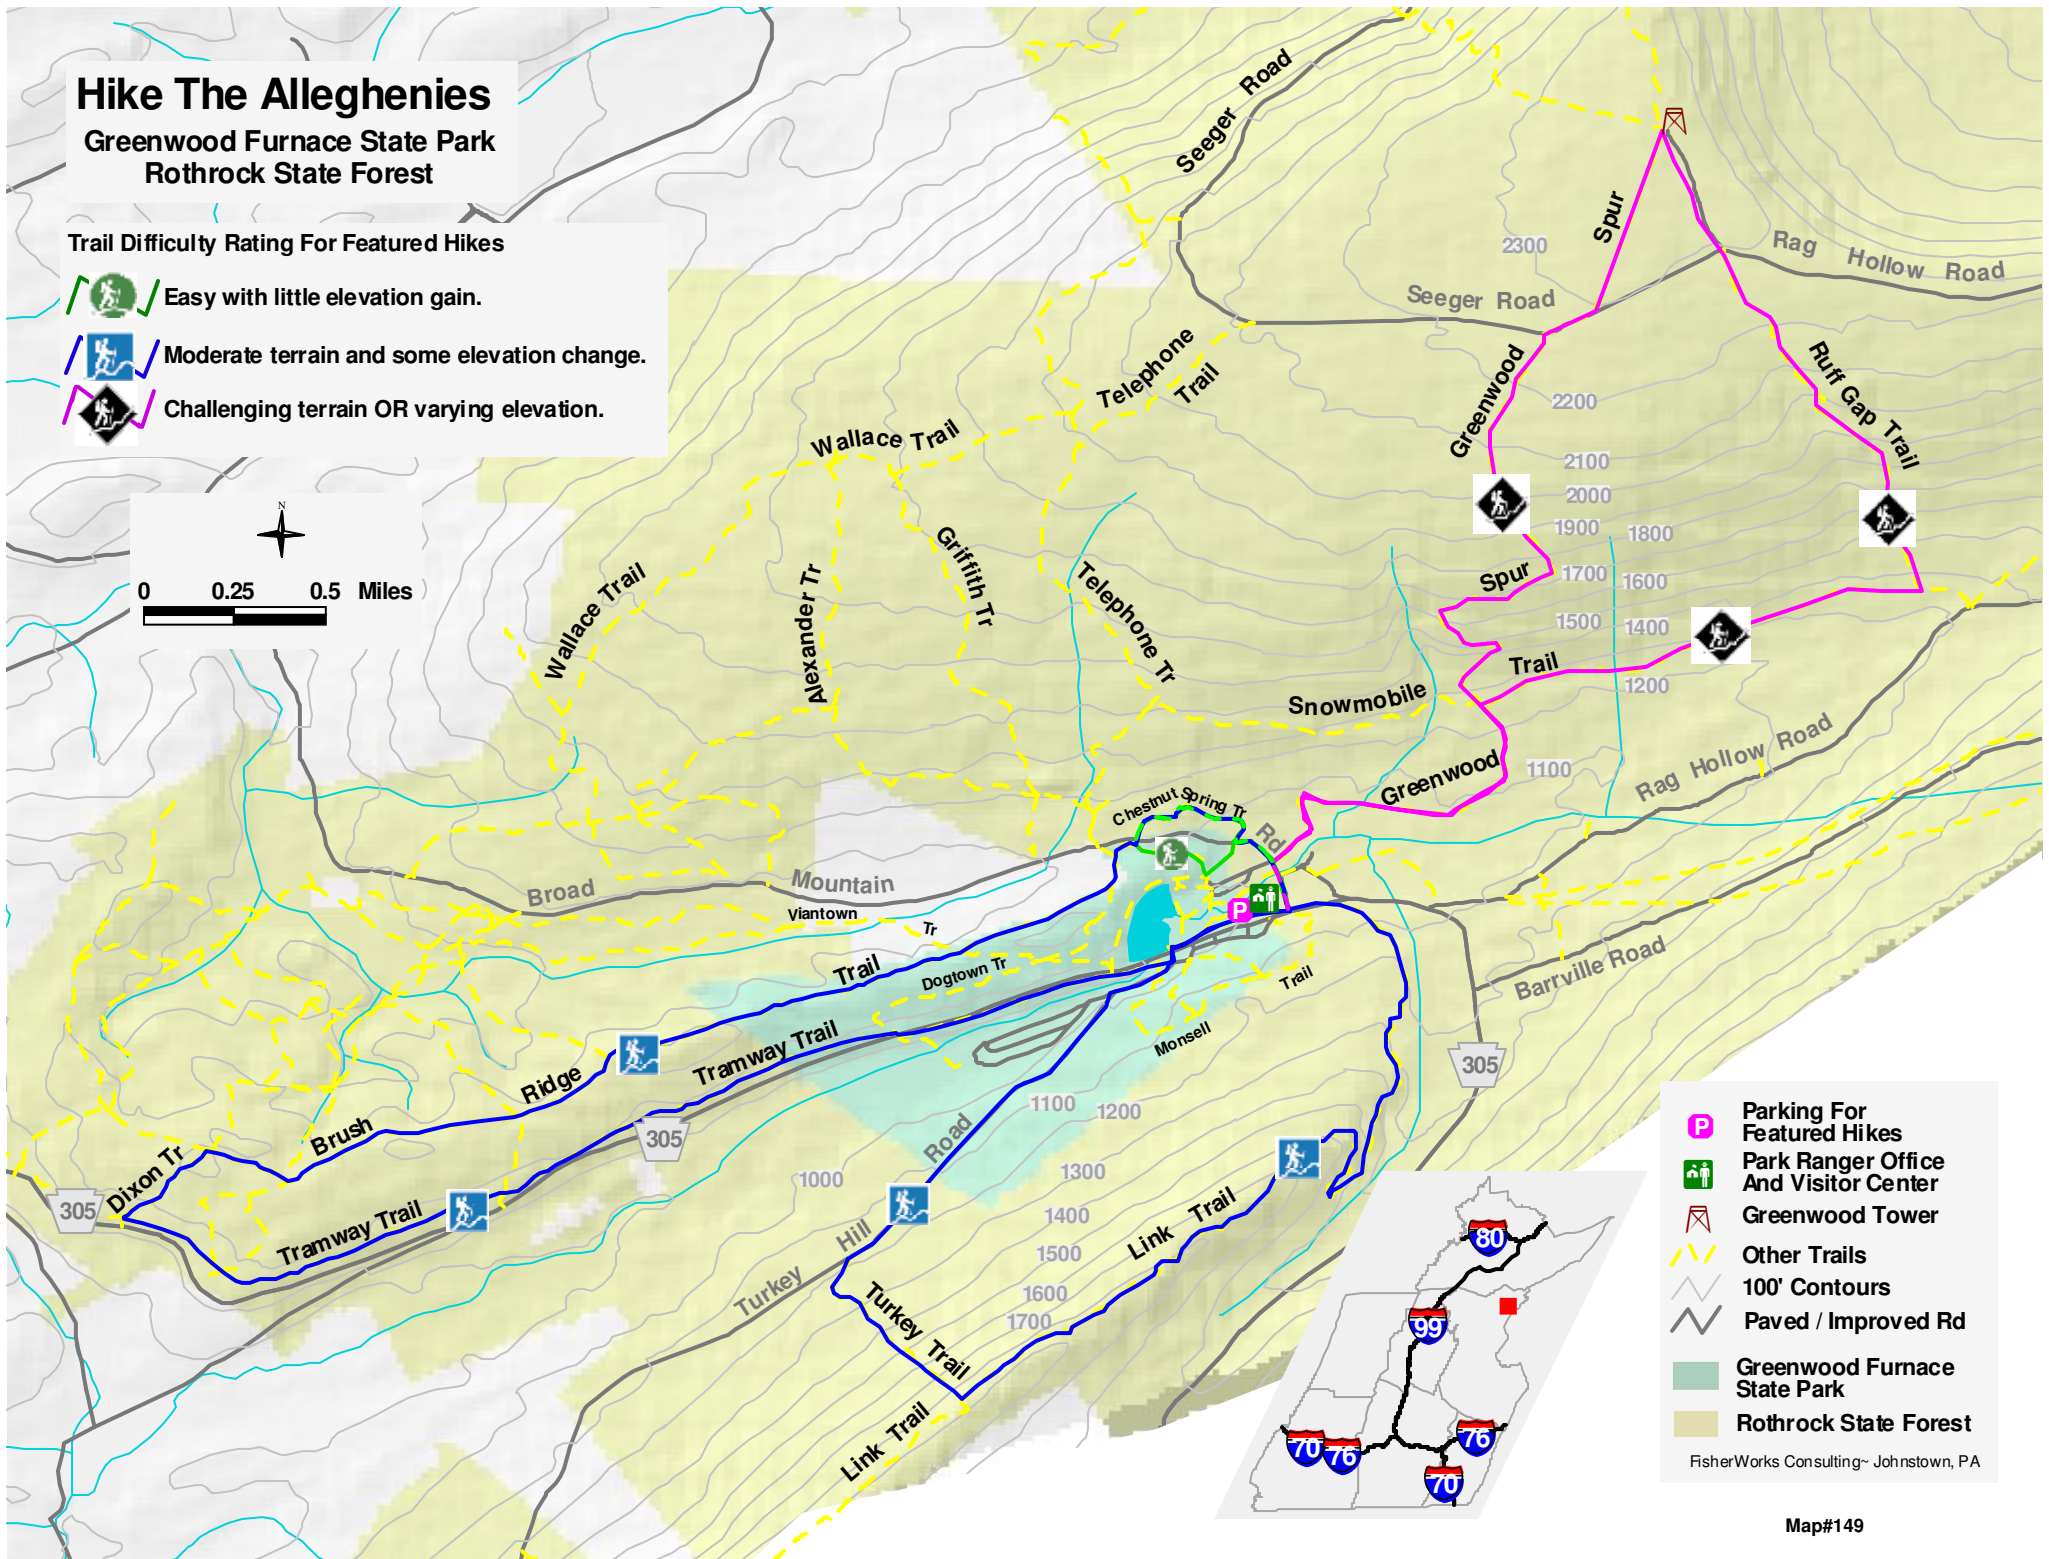 Hike The Alleghenies
Greenwood Furnace State Park
Rothrock State Forest
Trail Difficulty Rating For Featured Hikes
Easy with little elevation gain.
Moderate terrain and some elevation change.
Challenging terrain OR varying elevation.
N
0 0.25 0.5 Miles
Seeger Road
Spur
2300
Rag Hollow Road
Seeger Road
Telephone
Trail
Greenwood
Ruff Gap Trail
2200
Wallace Trail
2100
2000
1900
1800
Griffith Tr
Wallace Trail
Alexander Tr
Telephone Tr
Spur
1700
1600
1500
1400
Trail
1200
Snowmobile
Rag Hollow Road
1100
Greenwood
Chestnut Spring Tr
Rd
Broad
Mountain
Viantown
Tr
P
Trail
Dogtown Tr
Trail
Barrville Road
Monsell
305
Tramway Trail
Ridge
Brush
305
Road
1100
1200
1300
1000
1400
1500
1600
1700
Dixon Tr
305
Tramway Trail
Hill
Turkey
Link Trail
Turkey Trail
Link Trail
80
99
70
76
76
70
P
Parking For
Featured Hikes
Park Ranger Office
And Visitor Center
Greenwood Tower
Other Trails
100' Contours
Paved / Improved Rd
Greenwood Furnace
State Park
Rothrock State Forest
FisherWorks Consulting~ Johnstown, PA
Map#149